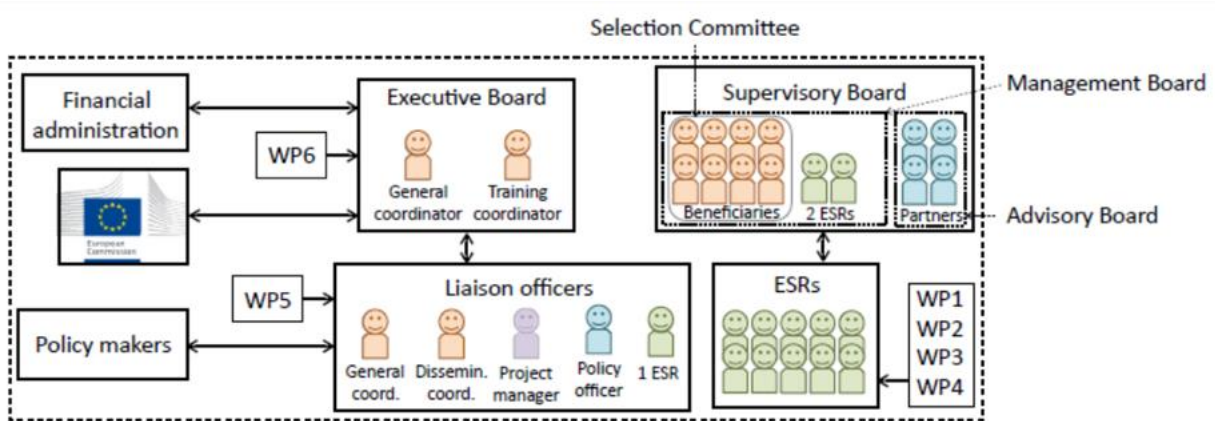 Selection Committee
Financial
administration
Executive Board
Supervisory Board
Management Board
WP6
General
coordinator
Training
coordinator
Beneficiaries
2 ESRs
Partners
Advisory Board
European
Commission
WP5
Liaison officers
ESRs
WP1
WP2
WP3
WP4
Policy makers
General
coord.
Dissemin.
coord.
Project
manager
Policy
officer
1 ESR